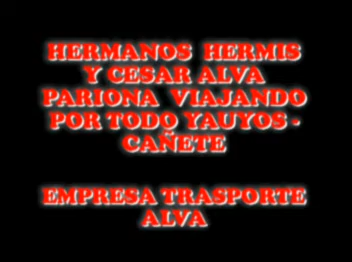 HERMANOS HERMIS
Y CESAR ALVA
PARIONA VIAJANDO
POR TODO YAUYOS -
CAÑETE
EMPRESA TRASPORTE
ALVA